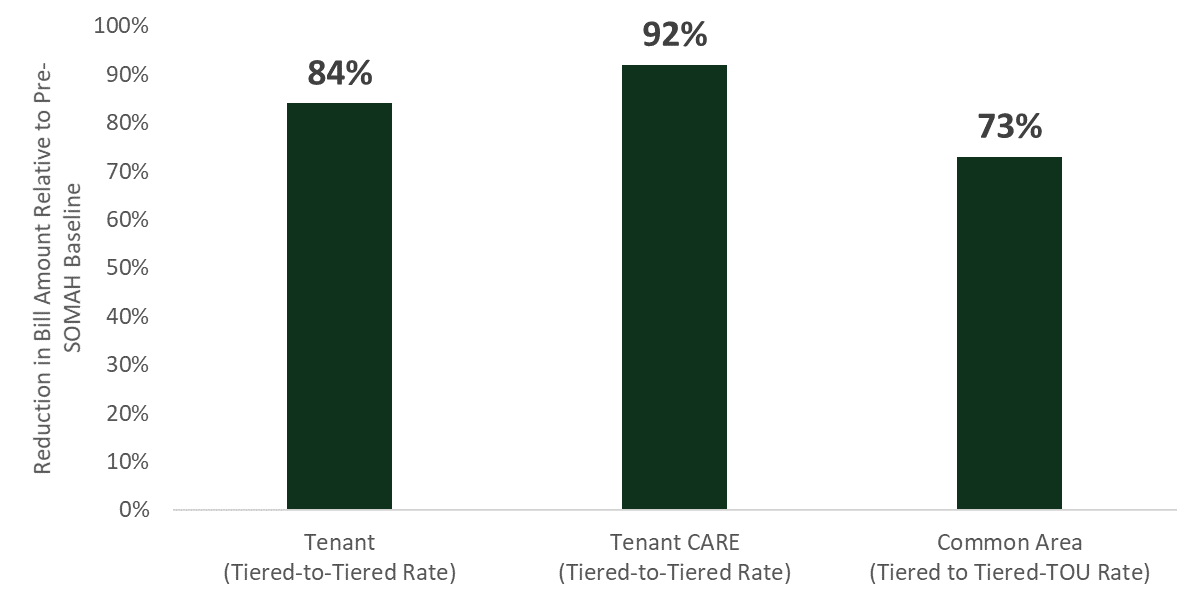 Reduction in Bill Amount Relative to Pre-
SOMAH Baseline
100%
90%
80%
70%
60%
50%
40%
30%
20%
10%
0%
84%
92%
73%
Tenant
(Tiered-to-Tiered Rate)
Tenant CARE
(Tiered-to-Tiered Rate)
Common Area
(Tiered to Tiered-TOU Rate)